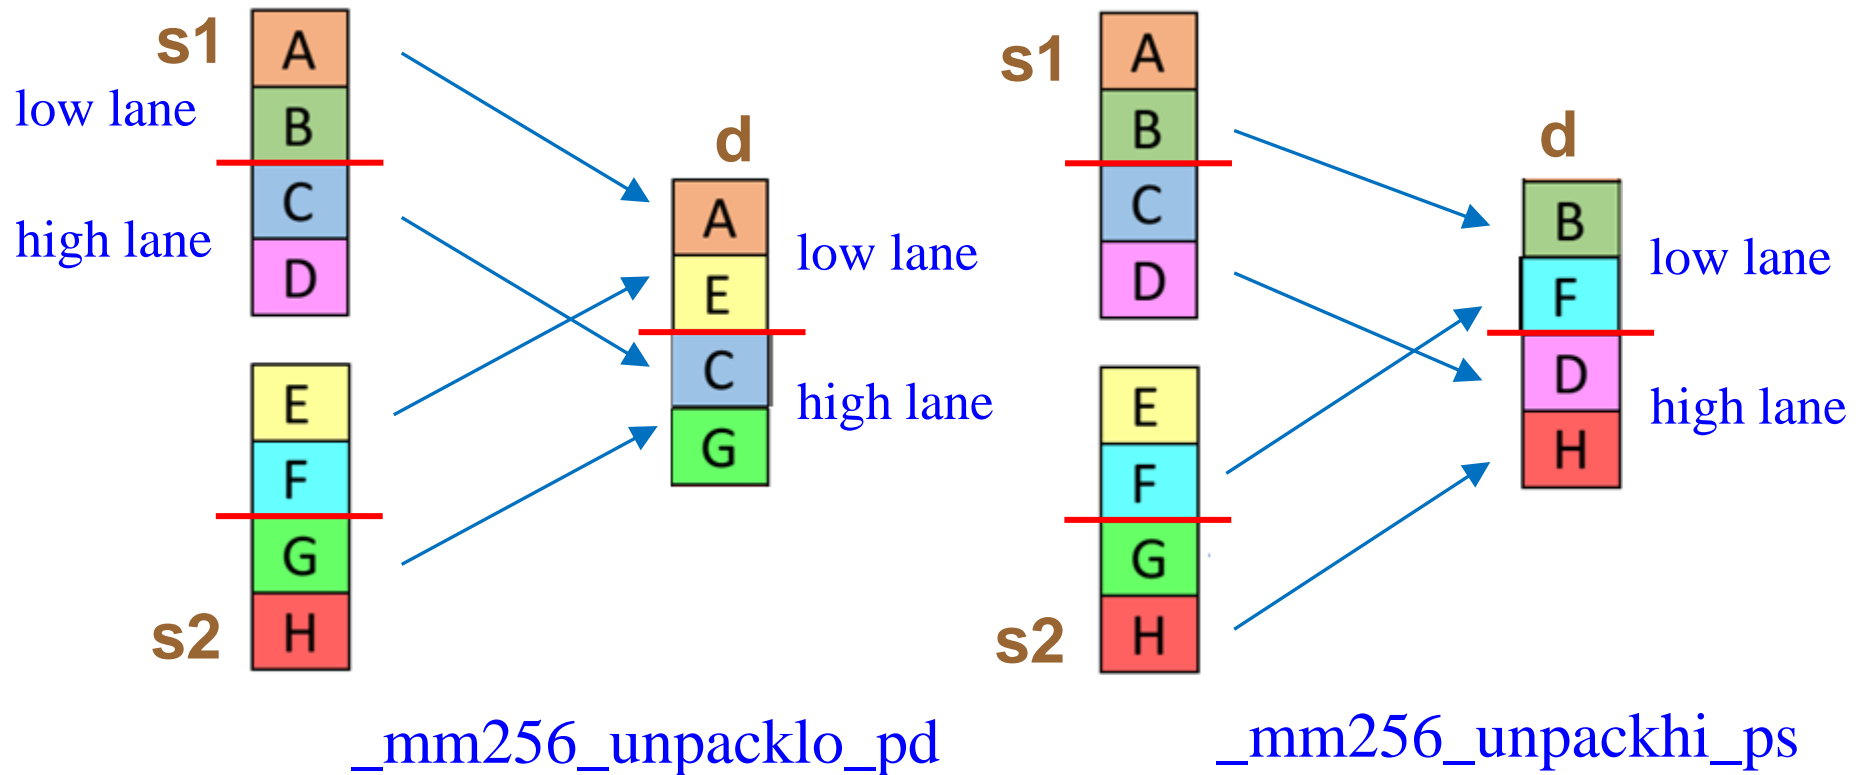 s1
A
low lane
B
C
high lane
D
E
F
G
s2
H
d
A
low lane
E
C
high lane
G
_mm256_unpacklo_pd
s1
A
B
C
D
E
F
G
s2
H
d
B
low lane
F
D
high lane
H
_mm256_unpackhi_ps